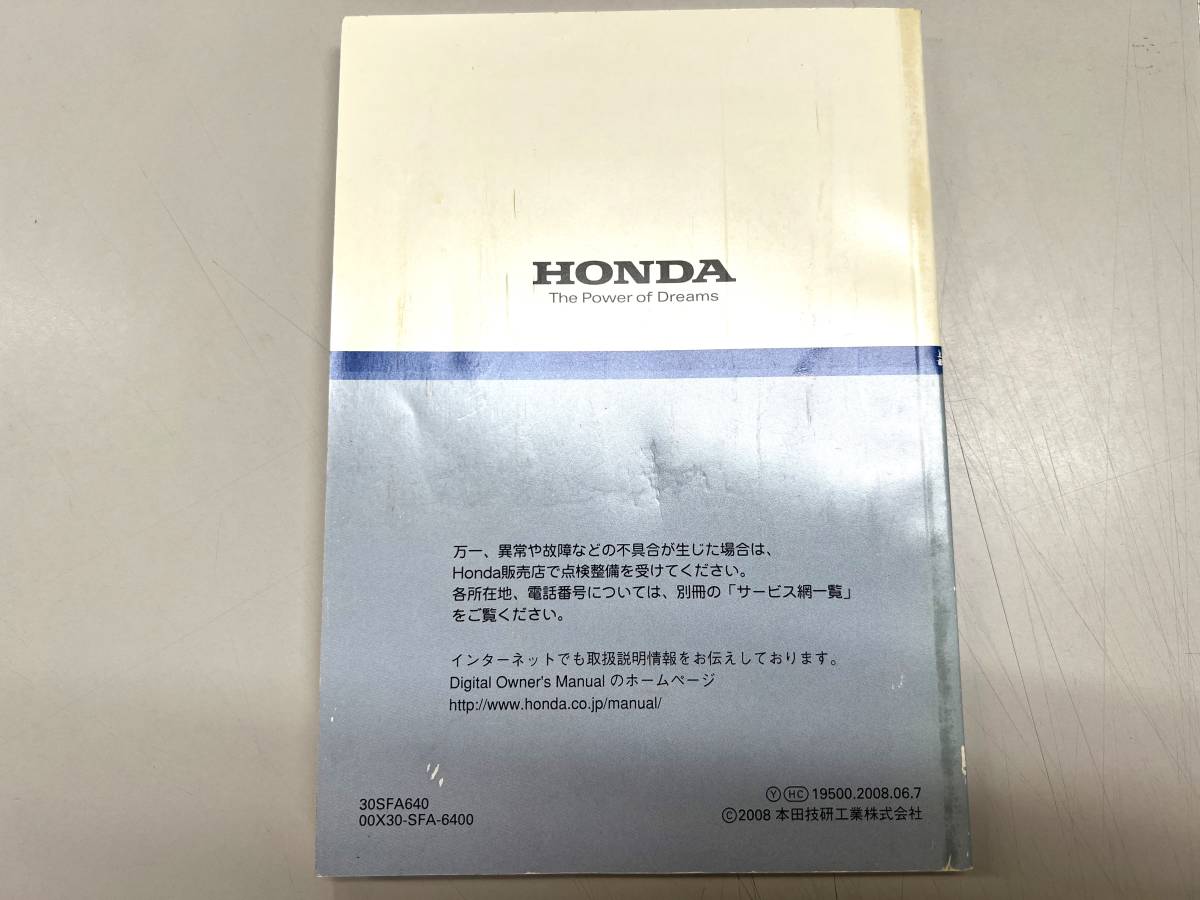 HONDA
The Power of Dreams
万一、異常や故障などの不具合が生じた場合は、
Honda販売店で点検整備を受けてください。
各所在地、電話番号については、別冊の「サービス網一覧」
をご覧ください。
インターネットでも取扱説明情報をお伝えしております。
Digital Owner's Manual のホームページ
http://www.honda.co.jp/manual/
30SFA640
00X30-SFA-6400
Ⓨ HC 19500.2008.06.7
©2008 本田技研工業株式会社